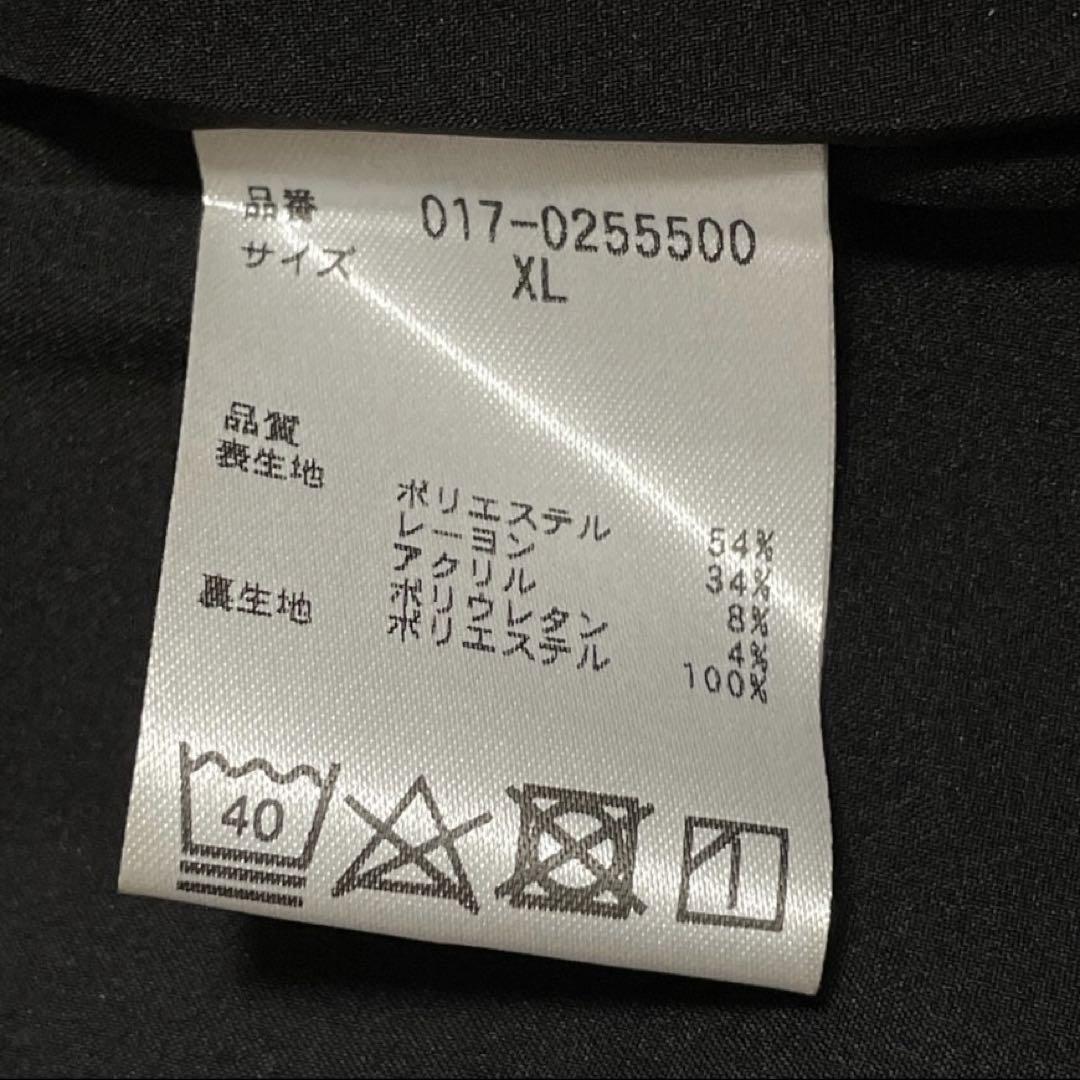 品番 017-0255500
サイズ XL
品質
表生地 ポリエステル 54%
レーヨン 34%
アクリル 8%
ポリウレタン 4%
裏生地 ポリエステル 100%
40